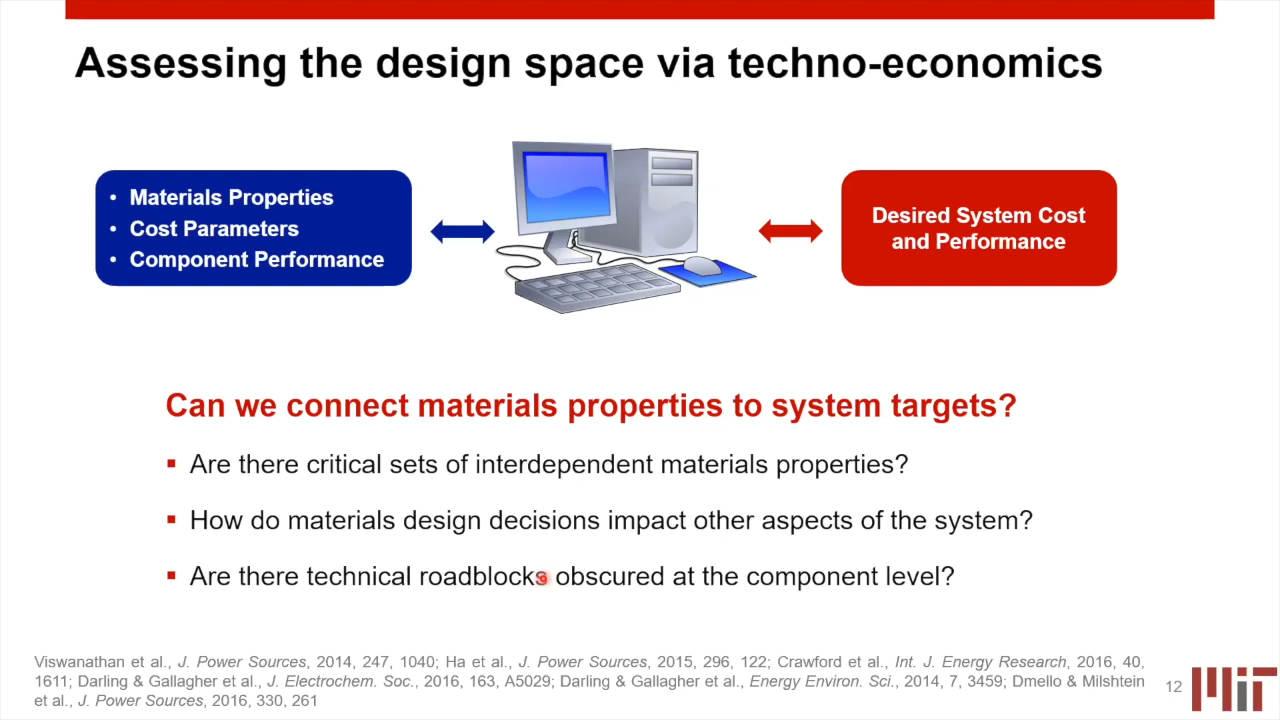 Assessing the design space via techno-economics
• Materials Properties
• Cost Parameters
• Component Performance
Desired System Cost
and Performance
Can we connect materials properties to system targets?
▪ Are there critical sets of interdependent materials properties?
▪ How do materials design decisions impact other aspects of the system?
▪ Are there technical roadblocks obscured at the component level?
Viswanathan et al., J. Power Sources, 2014, 247, 1040; Ha et al., J. Power Sources, 2015, 296, 122; Crawford et al., Int. J. Energy Research, 2016, 40,
1611; Darling & Gallagher et al., J. Electrochem. Soc., 2016, 163, A5029; Darling & Gallagher et al., Energy Environ. Sci., 2014, 7, 3459; Dmello & Milshtein
et al., J. Power Sources, 2016, 330, 261
12
MIT